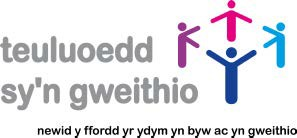 teuluoedd
sy'n gweithio
newid y ffordd yr ydym yn byw ac yn gweithio